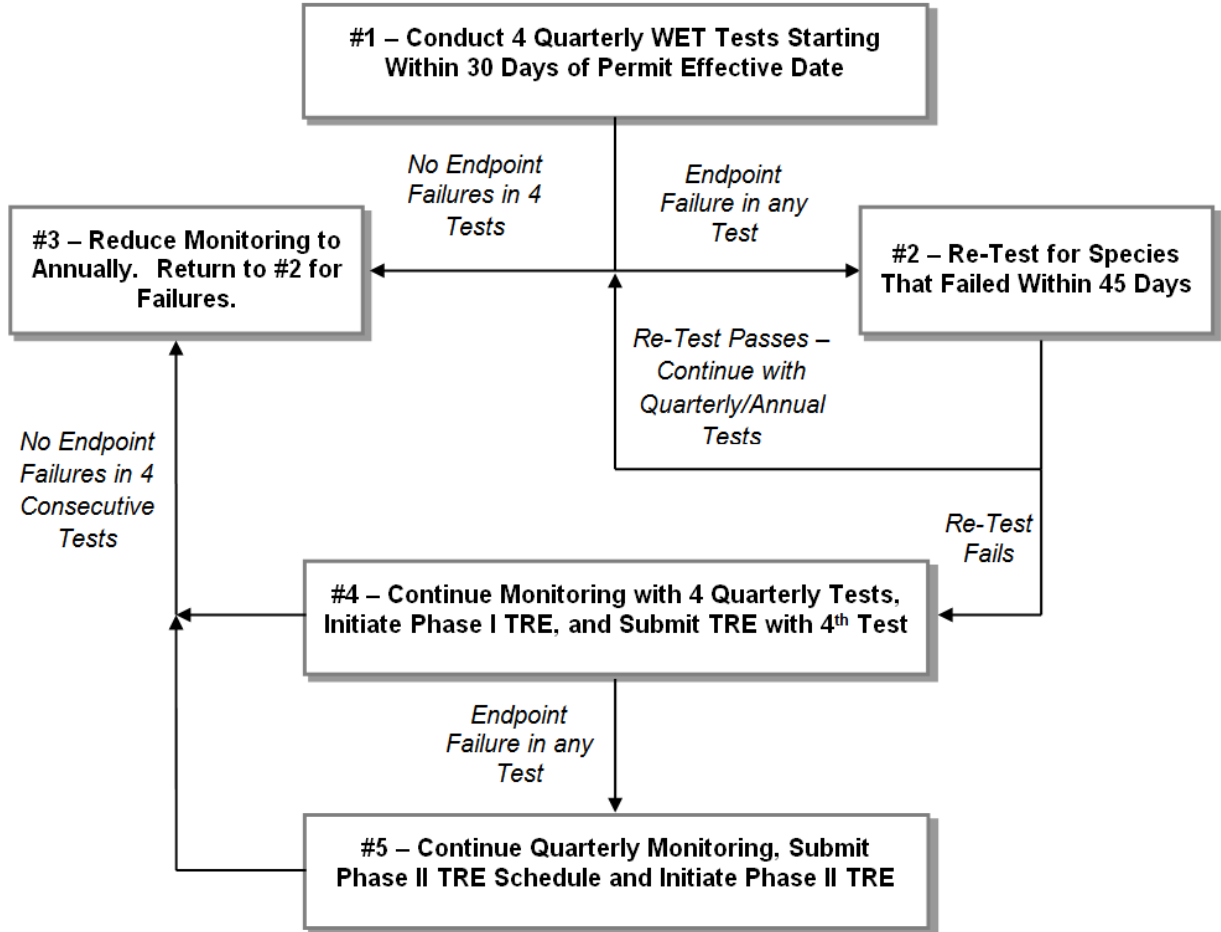 #1 – Conduct 4 Quarterly WET Tests Starting
Within 30 Days of Permit Effective Date
No Endpoint
Failures in 4
Tests
Endpoint
Failure in any
Test
#3 – Reduce Monitoring to
Annually. Return to #2 for
Failures.
#2 – Re-Test for Species
That Failed Within 45 Days
Re-Test Passes –
Continue with
Quarterly/Annual
Tests
No Endpoint
Failures in 4
Consecutive
Tests
Re-Test
Fails
#4 – Continue Monitoring with 4 Quarterly Tests,
Initiate Phase I TRE, and Submit TRE with 4th Test
Endpoint
Failure in any
Test
#5 – Continue Quarterly Monitoring, Submit
Phase II TRE Schedule and Initiate Phase II TRE